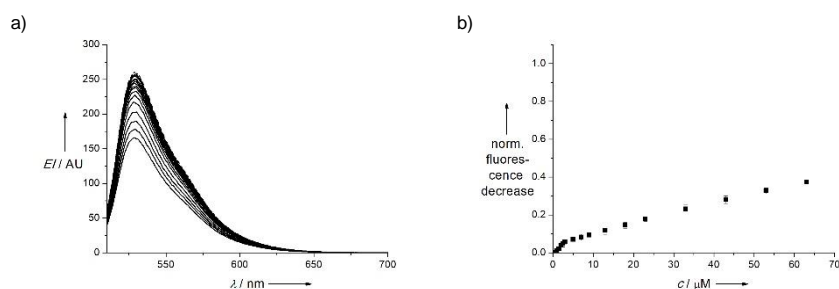 a)
300
250
200
150
100
50
0
EI / AU
550
600
650
700
λ / nm
b)
1.0
0.8
0.6
0.4
0.2
0.0
norm.
fluores-
cence
decrease
0
10
20
30
40
50
60
70
c / µM